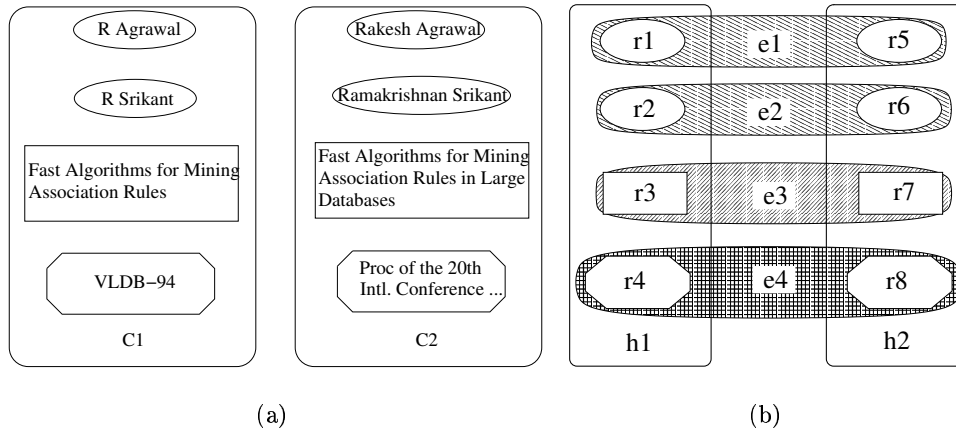 R Agrawal
R Srikant
Fast Algorithms for Mining
Association Rules
VLDB−94
C1
Rakesh Agrawal
Ramakrishnan Srikant
Fast Algorithms for Mining
Association Rules in Large
Databases
Proc of the 20th
Intl. Conference ...
C2
(a)
r1 e1 r5
r2 e2 r6
r3 e3 r7
r4 e4 r8
h1 h2
(b)